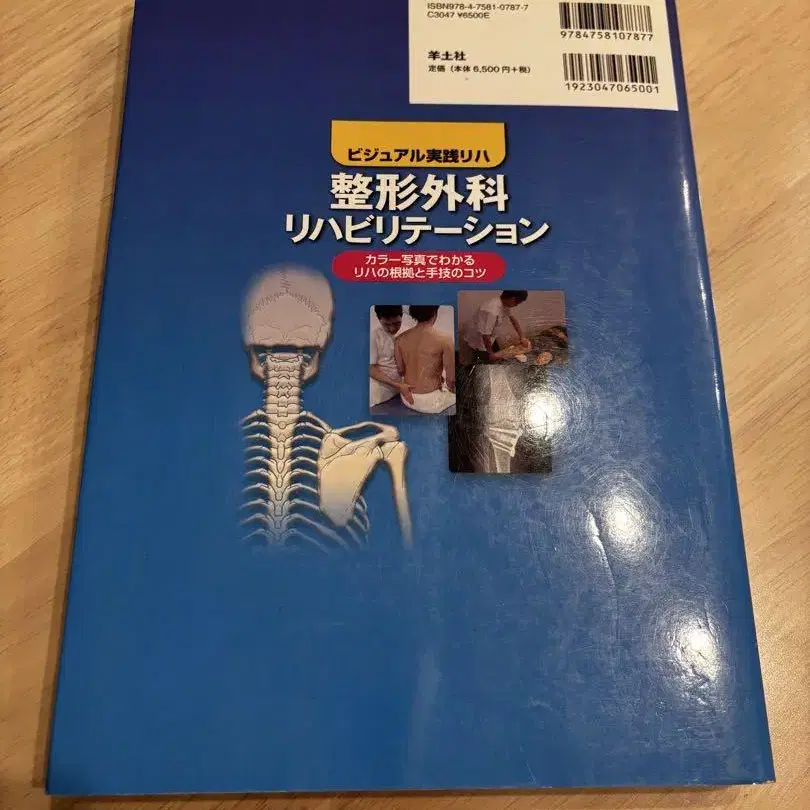 ISBN978-4-7581-0787-7
C3047 ¥6500E
9784758107877
羊土社
定価（本体6,500円+税）
1923047065001
ビジュアル実践リハ
整形外科
リハビリテーション
カラー写真でわかる
リハの根拠と手技のコツ